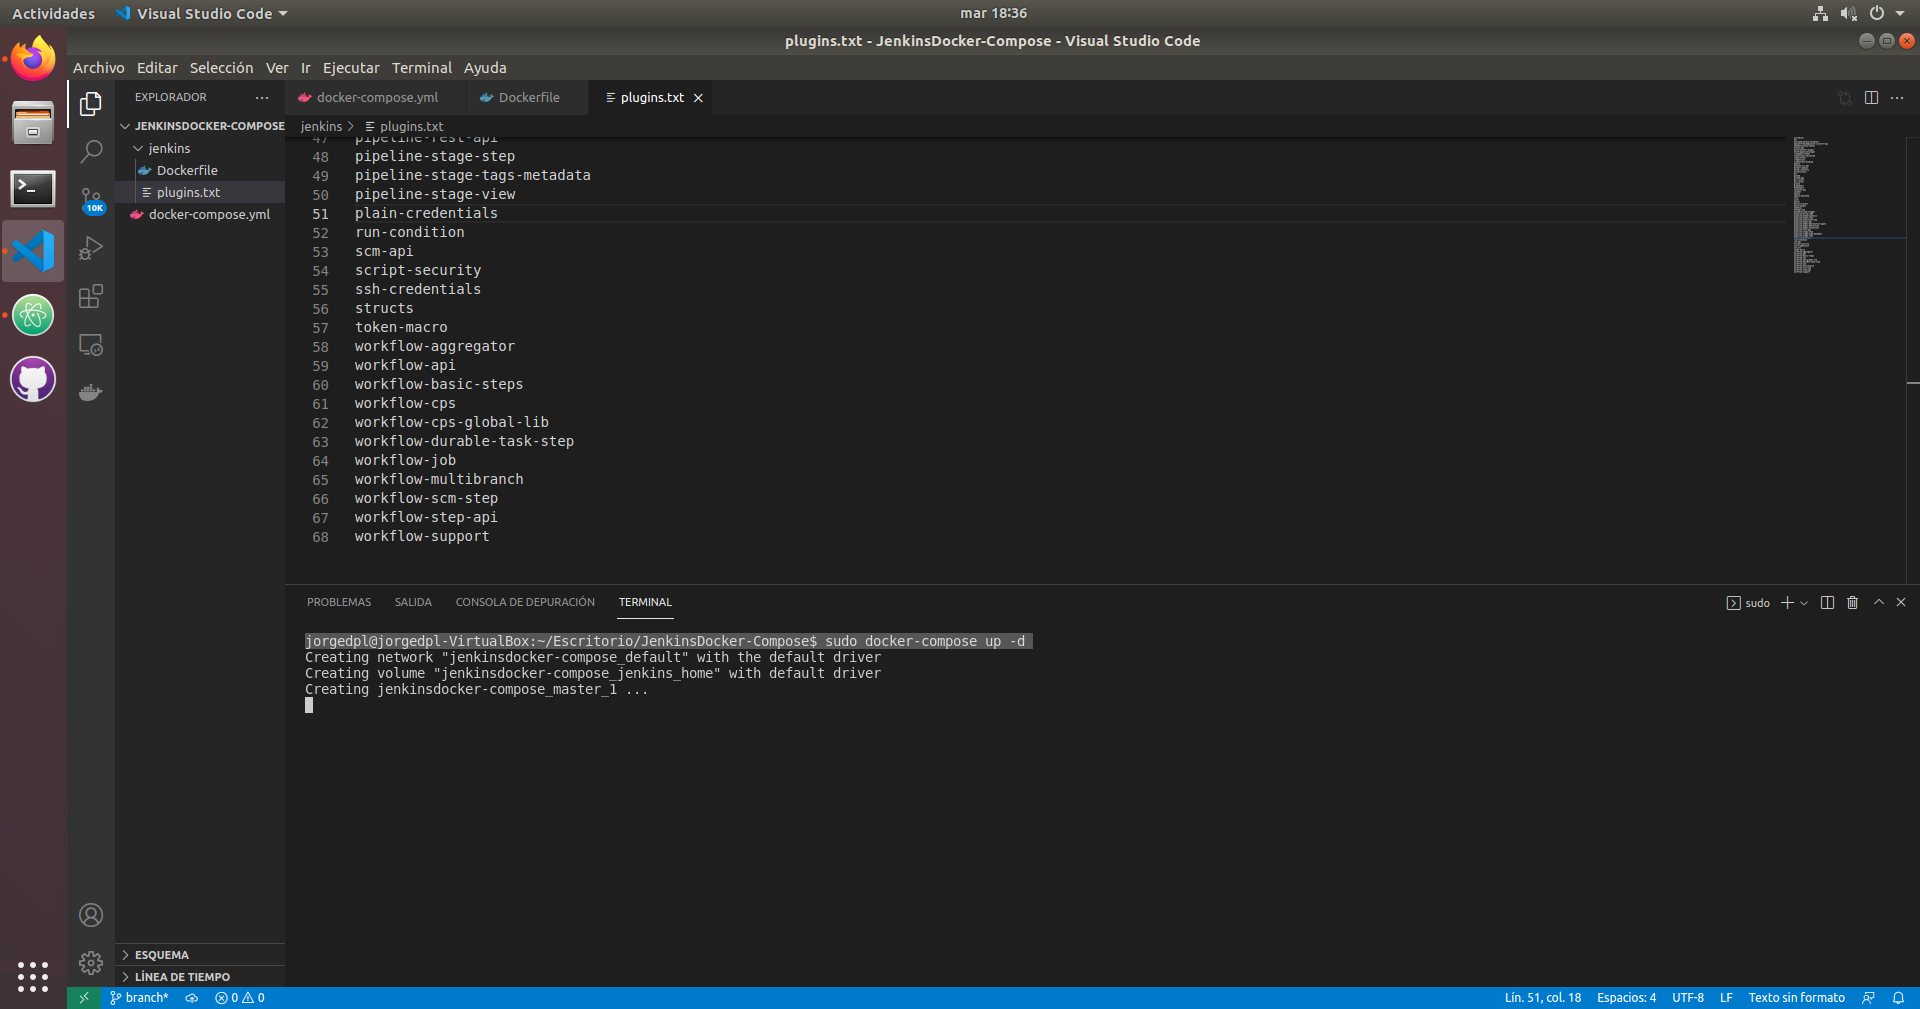 Actividades
Visual Studio Code
mar 18:36
plugins.txt - JenkinsDocker-Compose - Visual Studio Code
Archivo Editar Selección Ver Ir Ejecutar Terminal Ayuda
EXPLORADOR
docker-compose.yml
Dockerfile
plugins.txt
JENKINSDOCKER-COMPOSE
jenkins
Dockerfile
plugins.txt
docker-compose.yml
10K
jenkins > plugins.txt
47 pipeline-rest-api
48 pipeline-stage-step
49 pipeline-stage-tags-metadata
50 pipeline-stage-view
51 plain-credentials
52 run-condition
53 scm-api
54 script-security
55 ssh-credentials
56 structs
57 token-macro
58 workflow-aggregator
59 workflow-api
60 workflow-basic-steps
61 workflow-cps
62 workflow-cps-global-lib
63 workflow-durable-task-step
64 workflow-job
65 workflow-multibranch
66 workflow-scm-step
67 workflow-step-api
68 workflow-support
PROBLEMAS SALIDA CONSOLA DE DEPURACIÓN TERMINAL
sudo
jorgedpl@jorgedpl-VirtualBox:~/Escritorio/JenkinsDocker-Compose$ sudo docker-compose up -d
Creating network "jenkinsdocker-compose_default" with the default driver
Creating volume "jenkinsdocker-compose_jenkins_home" with default driver
Creating jenkinsdocker-compose_master_1 ...
ESQUEMA
LÍNEA DE TIEMPO
branch* 0 0
Lín. 51, col. 18 Espacios: 4 UTF-8 LF Texto sin formato